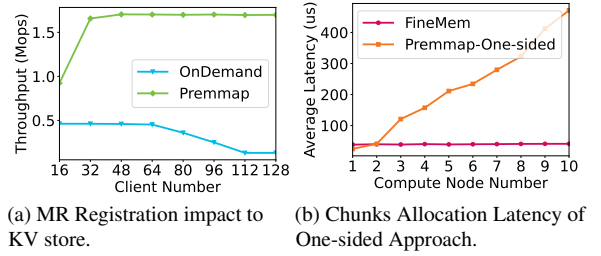 Throughput (Mops)
1.5
1.0
0.5
OnDemand
Premmap
16 32 48 64 80 96 112 128
Client Number
(a) MR Registration impact to
KV store.
Average Latency (us)
400
300
200
100
FineMem
Premmap-One-sided
1 2 3 4 5 6 7 8 9 10
Compute Node Number
(b) Chunks Allocation Latency of
One-sided Approach.